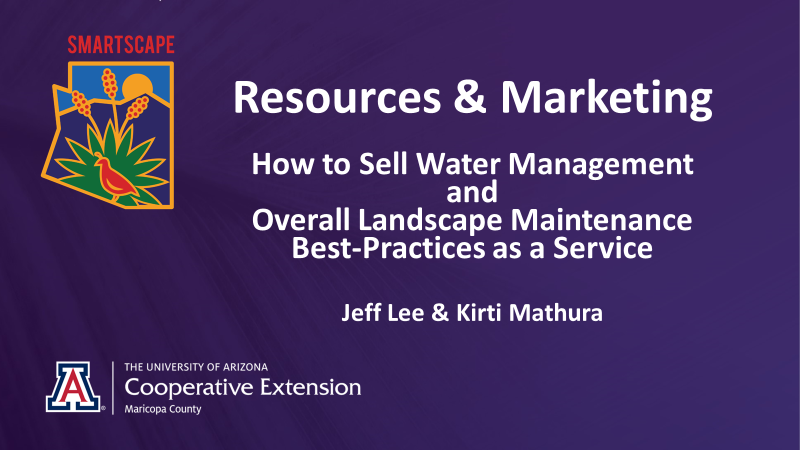 SMARTSCAPE
Resources & Marketing
How to Sell Water Management
and
Overall Landscape Maintenance
Best-Practices as a Service
Jeff Lee & Kirti Mathura
A
THE UNIVERSITY OF ARIZONA
Cooperative Extension
Maricopa County